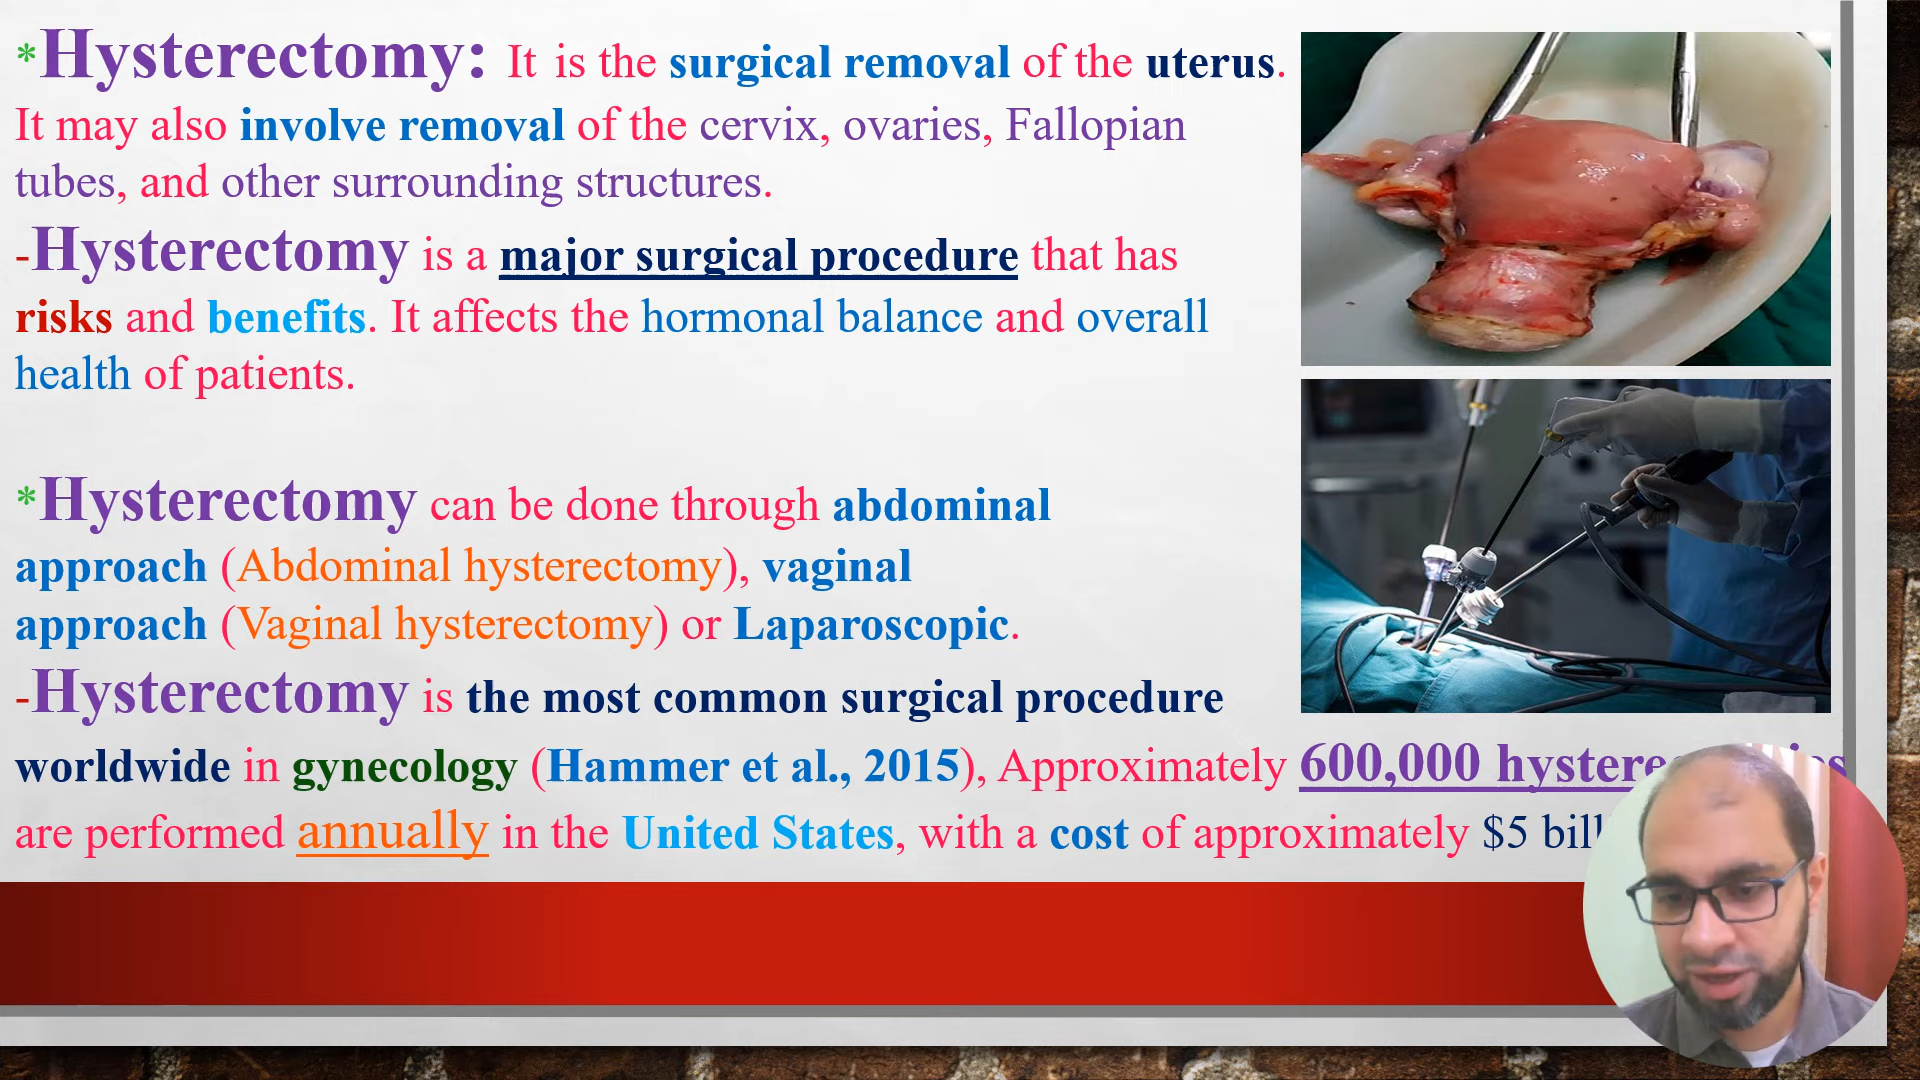 *Hysterectomy: It is the surgical removal of the uterus.
It may also involve removal of the cervix, ovaries, Fallopian
tubes, and other surrounding structures.
-Hysterectomy is a major surgical procedure that has
risks and benefits. It affects the hormonal balance and overall
health of patients.
*Hysterectomy can be done through abdominal
approach (Abdominal hysterectomy), vaginal
approach (Vaginal hysterectomy) or Laparoscopic.
-Hysterectomy is the most common surgical procedure
worldwide in gynecology (Hammer et al., 2015), Approximately 600,000
are performed annually in the United States, with a cost of approximately $5